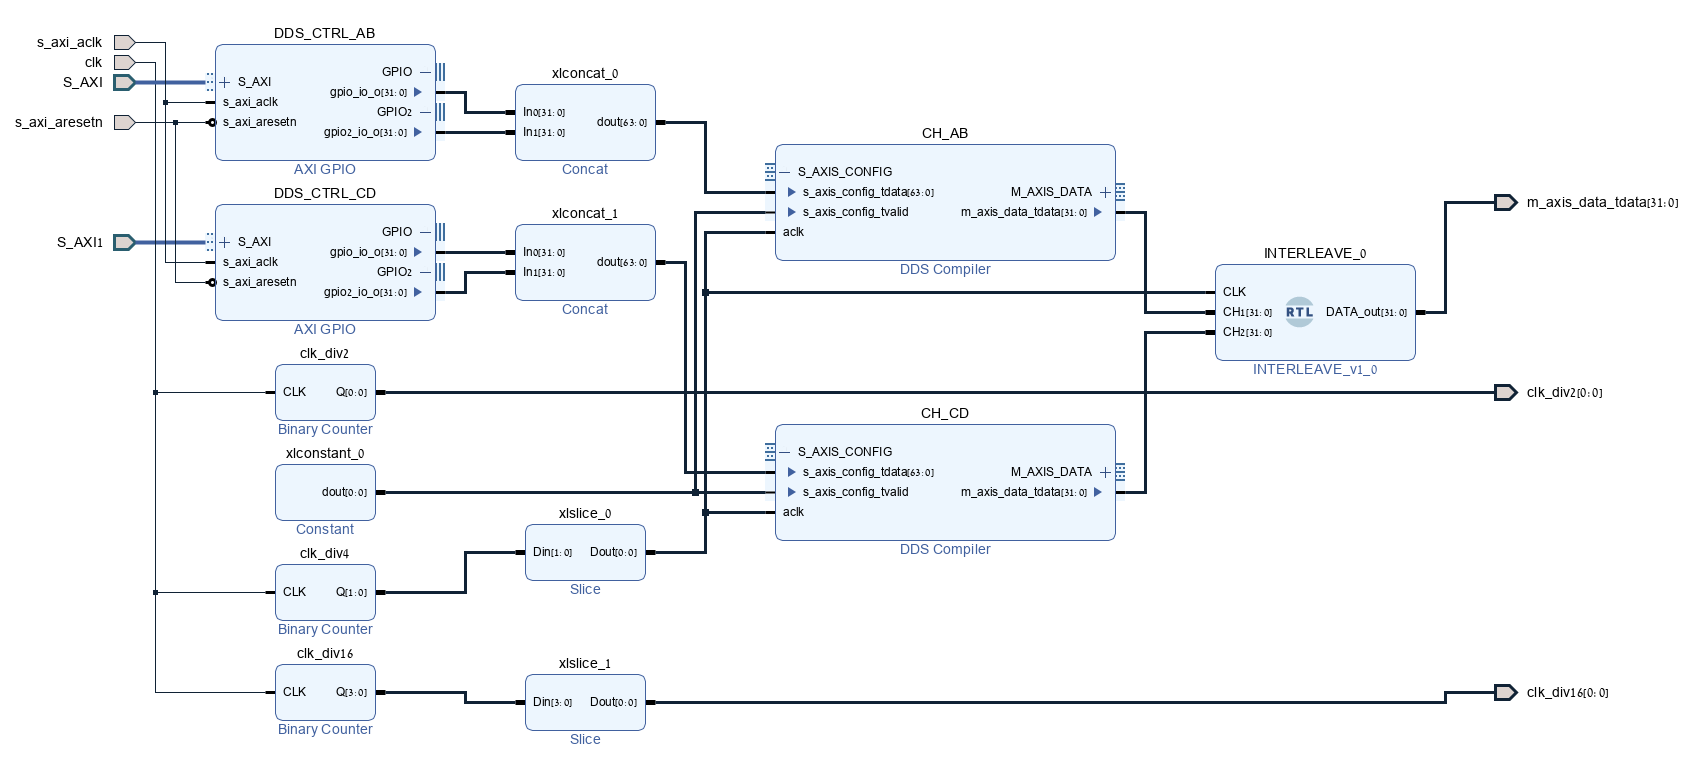 s_axi_aclk
clk
S_AXI
s_axi_aresetn
S_AXI1
DDS_CTRL_AB
S_AXI
s_axi_aclk
s_axi_aresetn
GPIO
gpio_io_o[31:0]
GPIO2
gpio2_io_o[31:0]
AXI GPIO
DDS_CTRL_CD
S_AXI
s_axi_aclk
s_axi_aresetn
GPIO
gpio_io_o[31:0]
GPIO2
gpio2_io_o[31:0]
AXI GPIO
clk_div2
CLK
Q[0:0]
Binary Counter
xlconstant_0
dout[0:0]
Constant
clk_div4
CLK
Q[1:0]
Binary Counter
clk_div16
CLK
Q[3:0]
Binary Counter
xlconcat_0
In0[31:0]
In1[31:0]
dout[63:0]
Concat
xlconcat_1
In0[31:0]
In1[31:0]
dout[63:0]
Concat
xlslice_0
Din[1:0]
Dout[0:0]
Slice
xlslice_1
Din[3:0]
Dout[0:0]
Slice
CH_AB
S_AXIS_CONFIG
s_axis_config_tdata[63:0]
s_axis_config_tvalid
aclk
M_AXIS_DATA
m_axis_data_tdata[31:0]
DDS Compiler
CH_CD
S_AXIS_CONFIG
s_axis_config_tdata[63:0]
s_axis_config_tvalid
aclk
M_AXIS_DATA
m_axis_data_tdata[31:0]
DDS Compiler
INTERLEAVE_0
CLK
CH1[31:0]
CH2[31:0]
RTL
DATA_out[31:0]
INTERLEAVE_v1_0
m_axis_data_tdata[31:0]
clk_div2[0:0]
clk_div16[0:0]